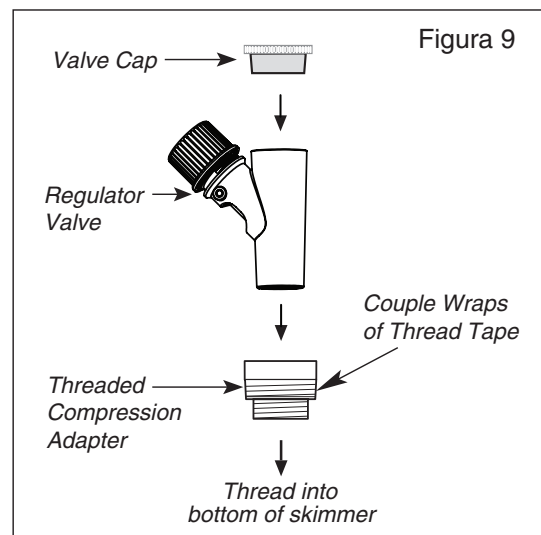 Figura 9
Valve Cap
Regulator
Valve
Couple Wraps
of Thread Tape
Threaded
Compression
Adapter
Thread into
bottom of skimmer